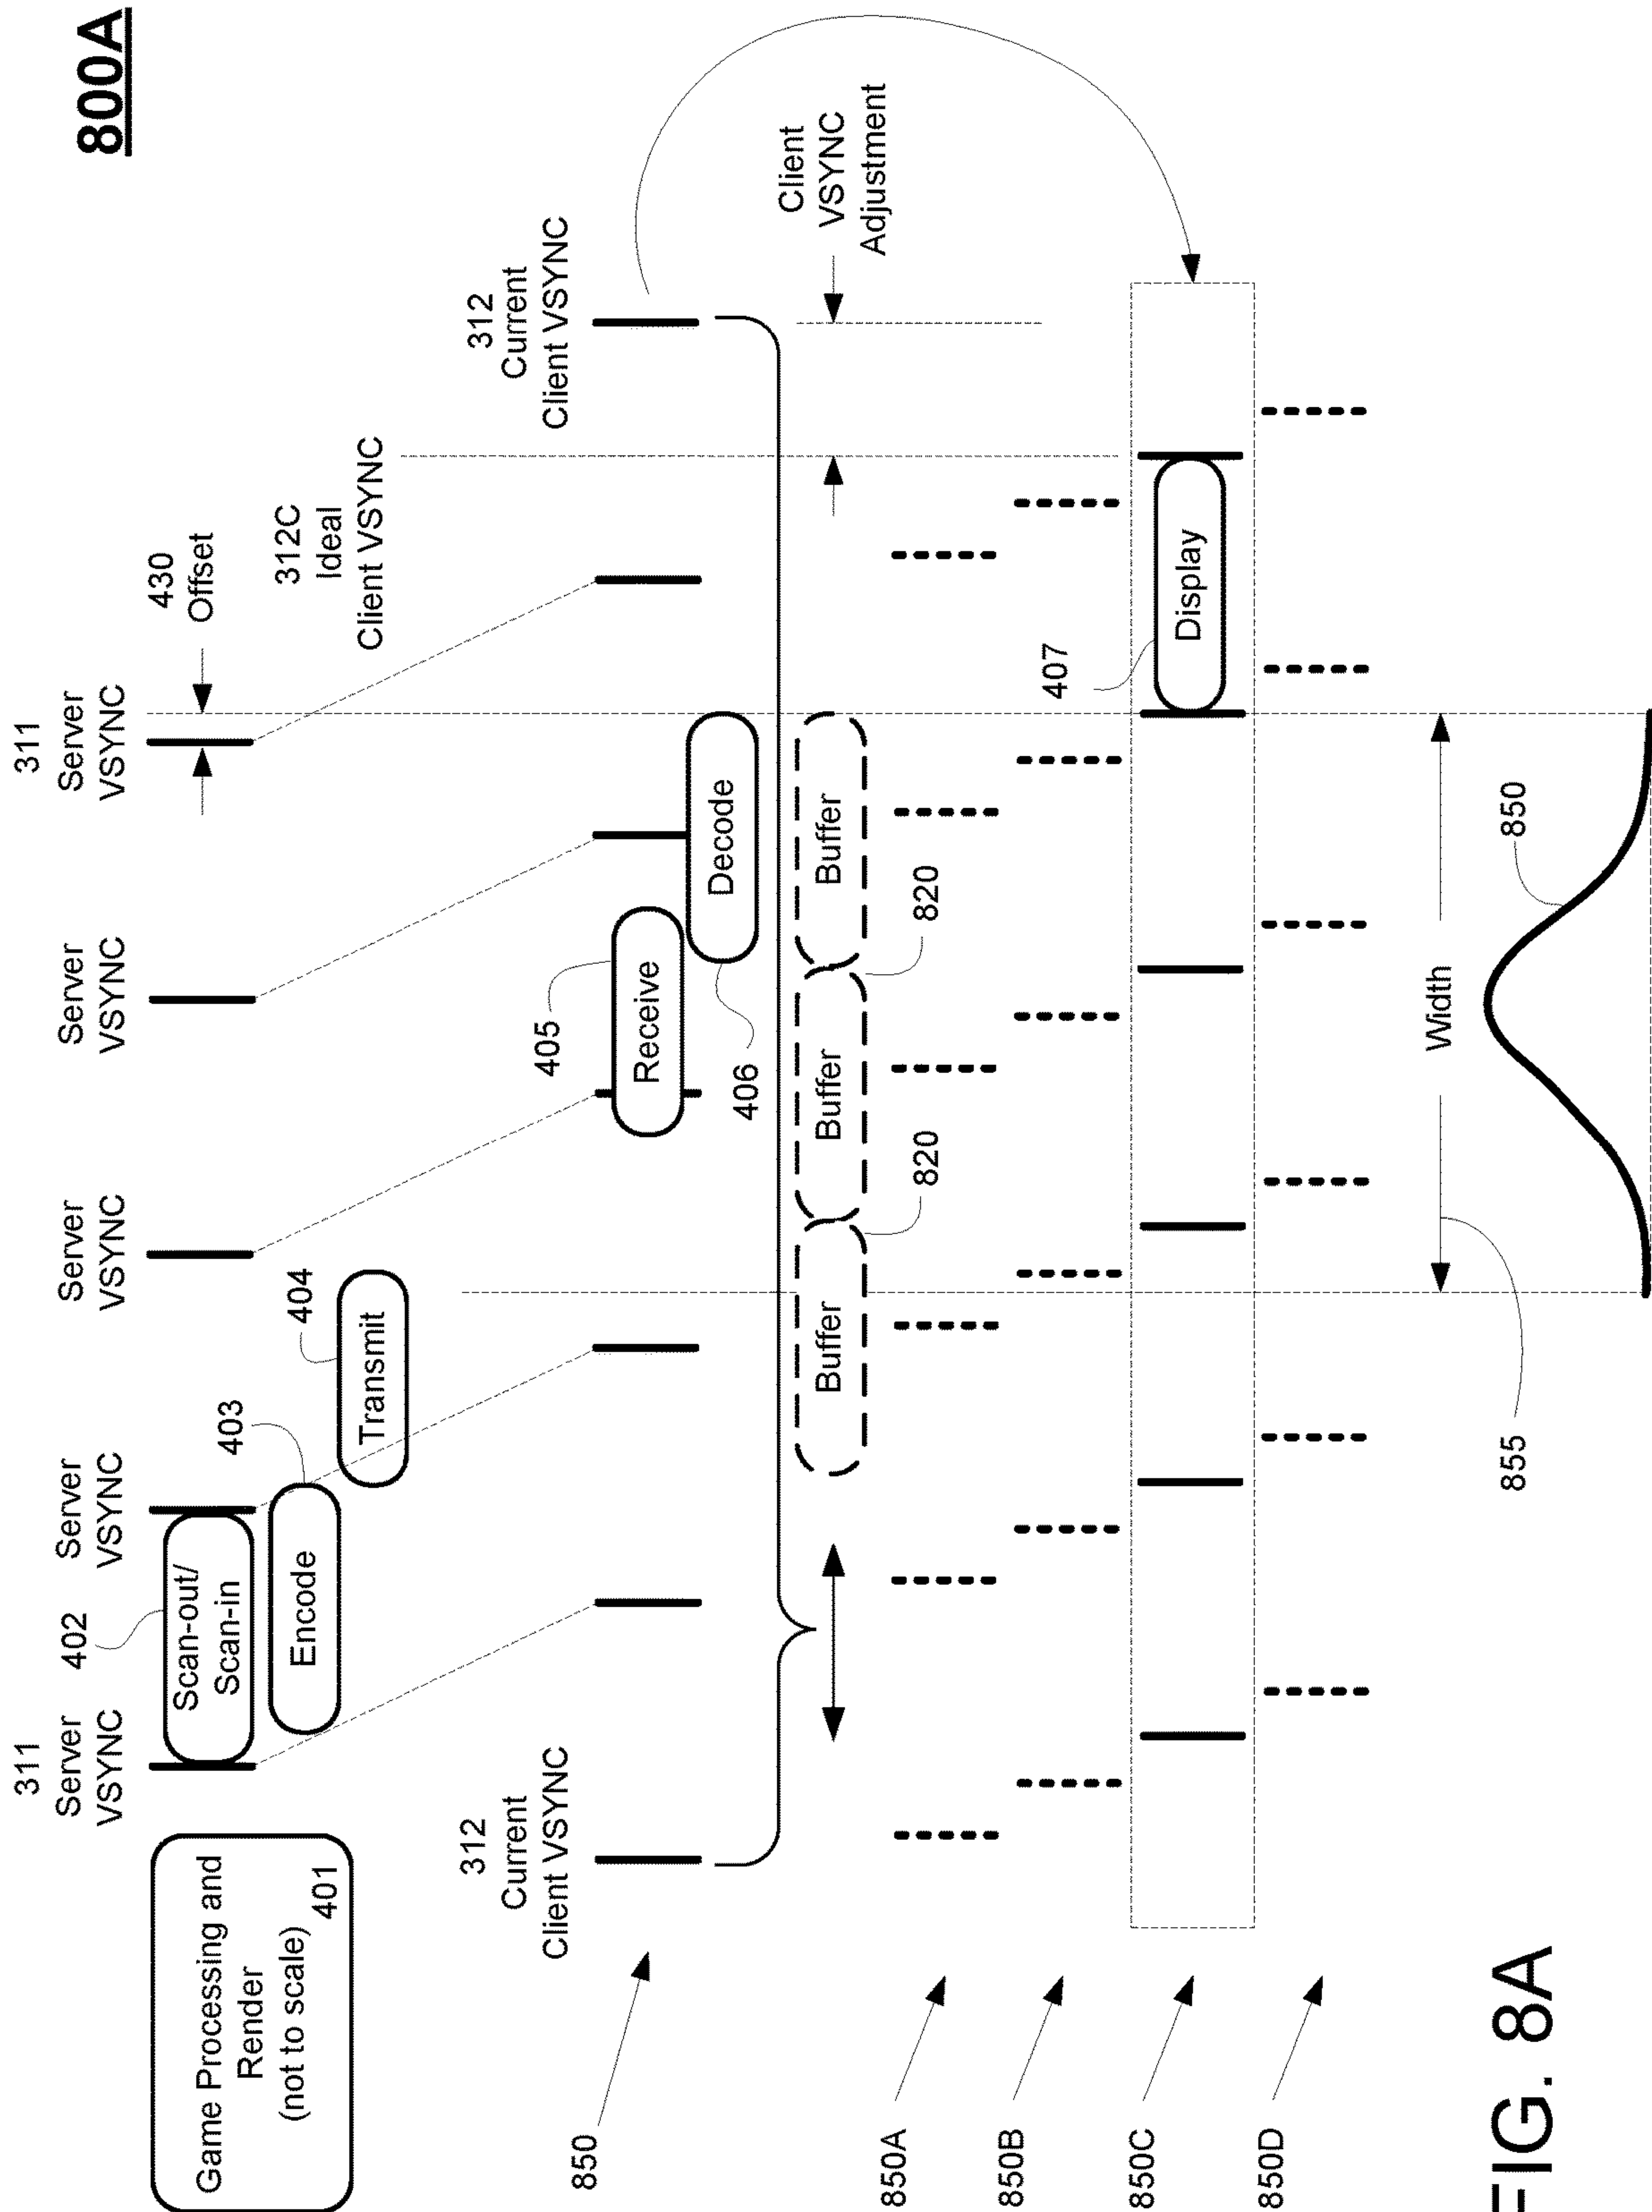 800A
311
Server
VSYNC
402
Server
VSYNC
Server
VSYNC
Server
VSYNC
311
Server
VSYNC
430
Offset
Game Processing and
Render
(not to scale)
401
Scan-out/
Scan-in
403
Encode
404
Transmit
312C
Ideal
Client VSYNC
312
Current
Client VSYNC
312
Current
Client VSYNC
850
405
Receive
406
Decode
Client
VSYNC
Adjustment
Buffer
Buffer
Buffer
820
820
850A
850B
407
850C
Display
850D
Width
855
850
FIG. 8A